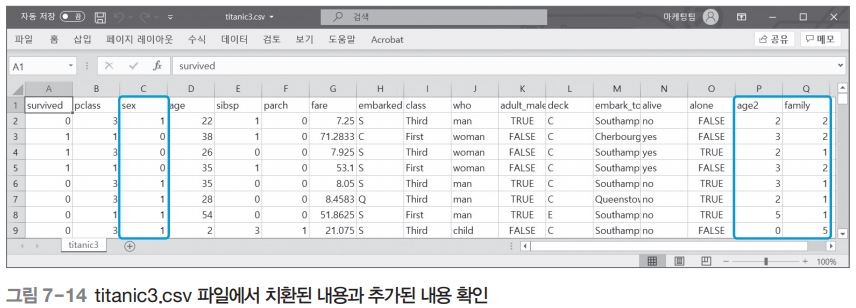 자동 저장 끔 titanic3.csv 검색 마케팅팀
파일 홈 삽입 페이지 레이아웃 수식 데이터 검토 보기 도움말 Acrobat 공유 메모
A1 fx survived
A B C D E F G H I J K L M N O P Q
1 survived pclass sex age sibsp parch fare embarked class who adult_male deck embark_to alive alone age2 family
2 0 3 1 22 1 0 7.25 S Third man TRUE C Southamp no FALSE 2 2
3 1 1 0 38 1 0 71.2833 C First woman FALSE C Cherbourg yes FALSE 3 2
4 1 3 0 26 0 0 7.925 S Third woman FALSE C Southamp yes TRUE 2 1
5 1 1 0 35 1 0 53.1 S First woman FALSE C Southamp yes FALSE 3 2
6 0 3 1 35 0 0 8.05 S Third man TRUE C Southamp no TRUE 3 1
7 0 3 1 28 0 0 8.4583 Q Third man TRUE C Queenstow no TRUE 2 1
8 0 1 1 54 0 0 51.8625 S First man TRUE E Southamp no TRUE 5 1
9 0 3 1 2 3 1 21.075 S Third child FALSE C Southamp no FALSE 0 5
titanic3
100%
그림 7-14 titanic3.csv 파일에서 치환된 내용과 추가된 내용 확인